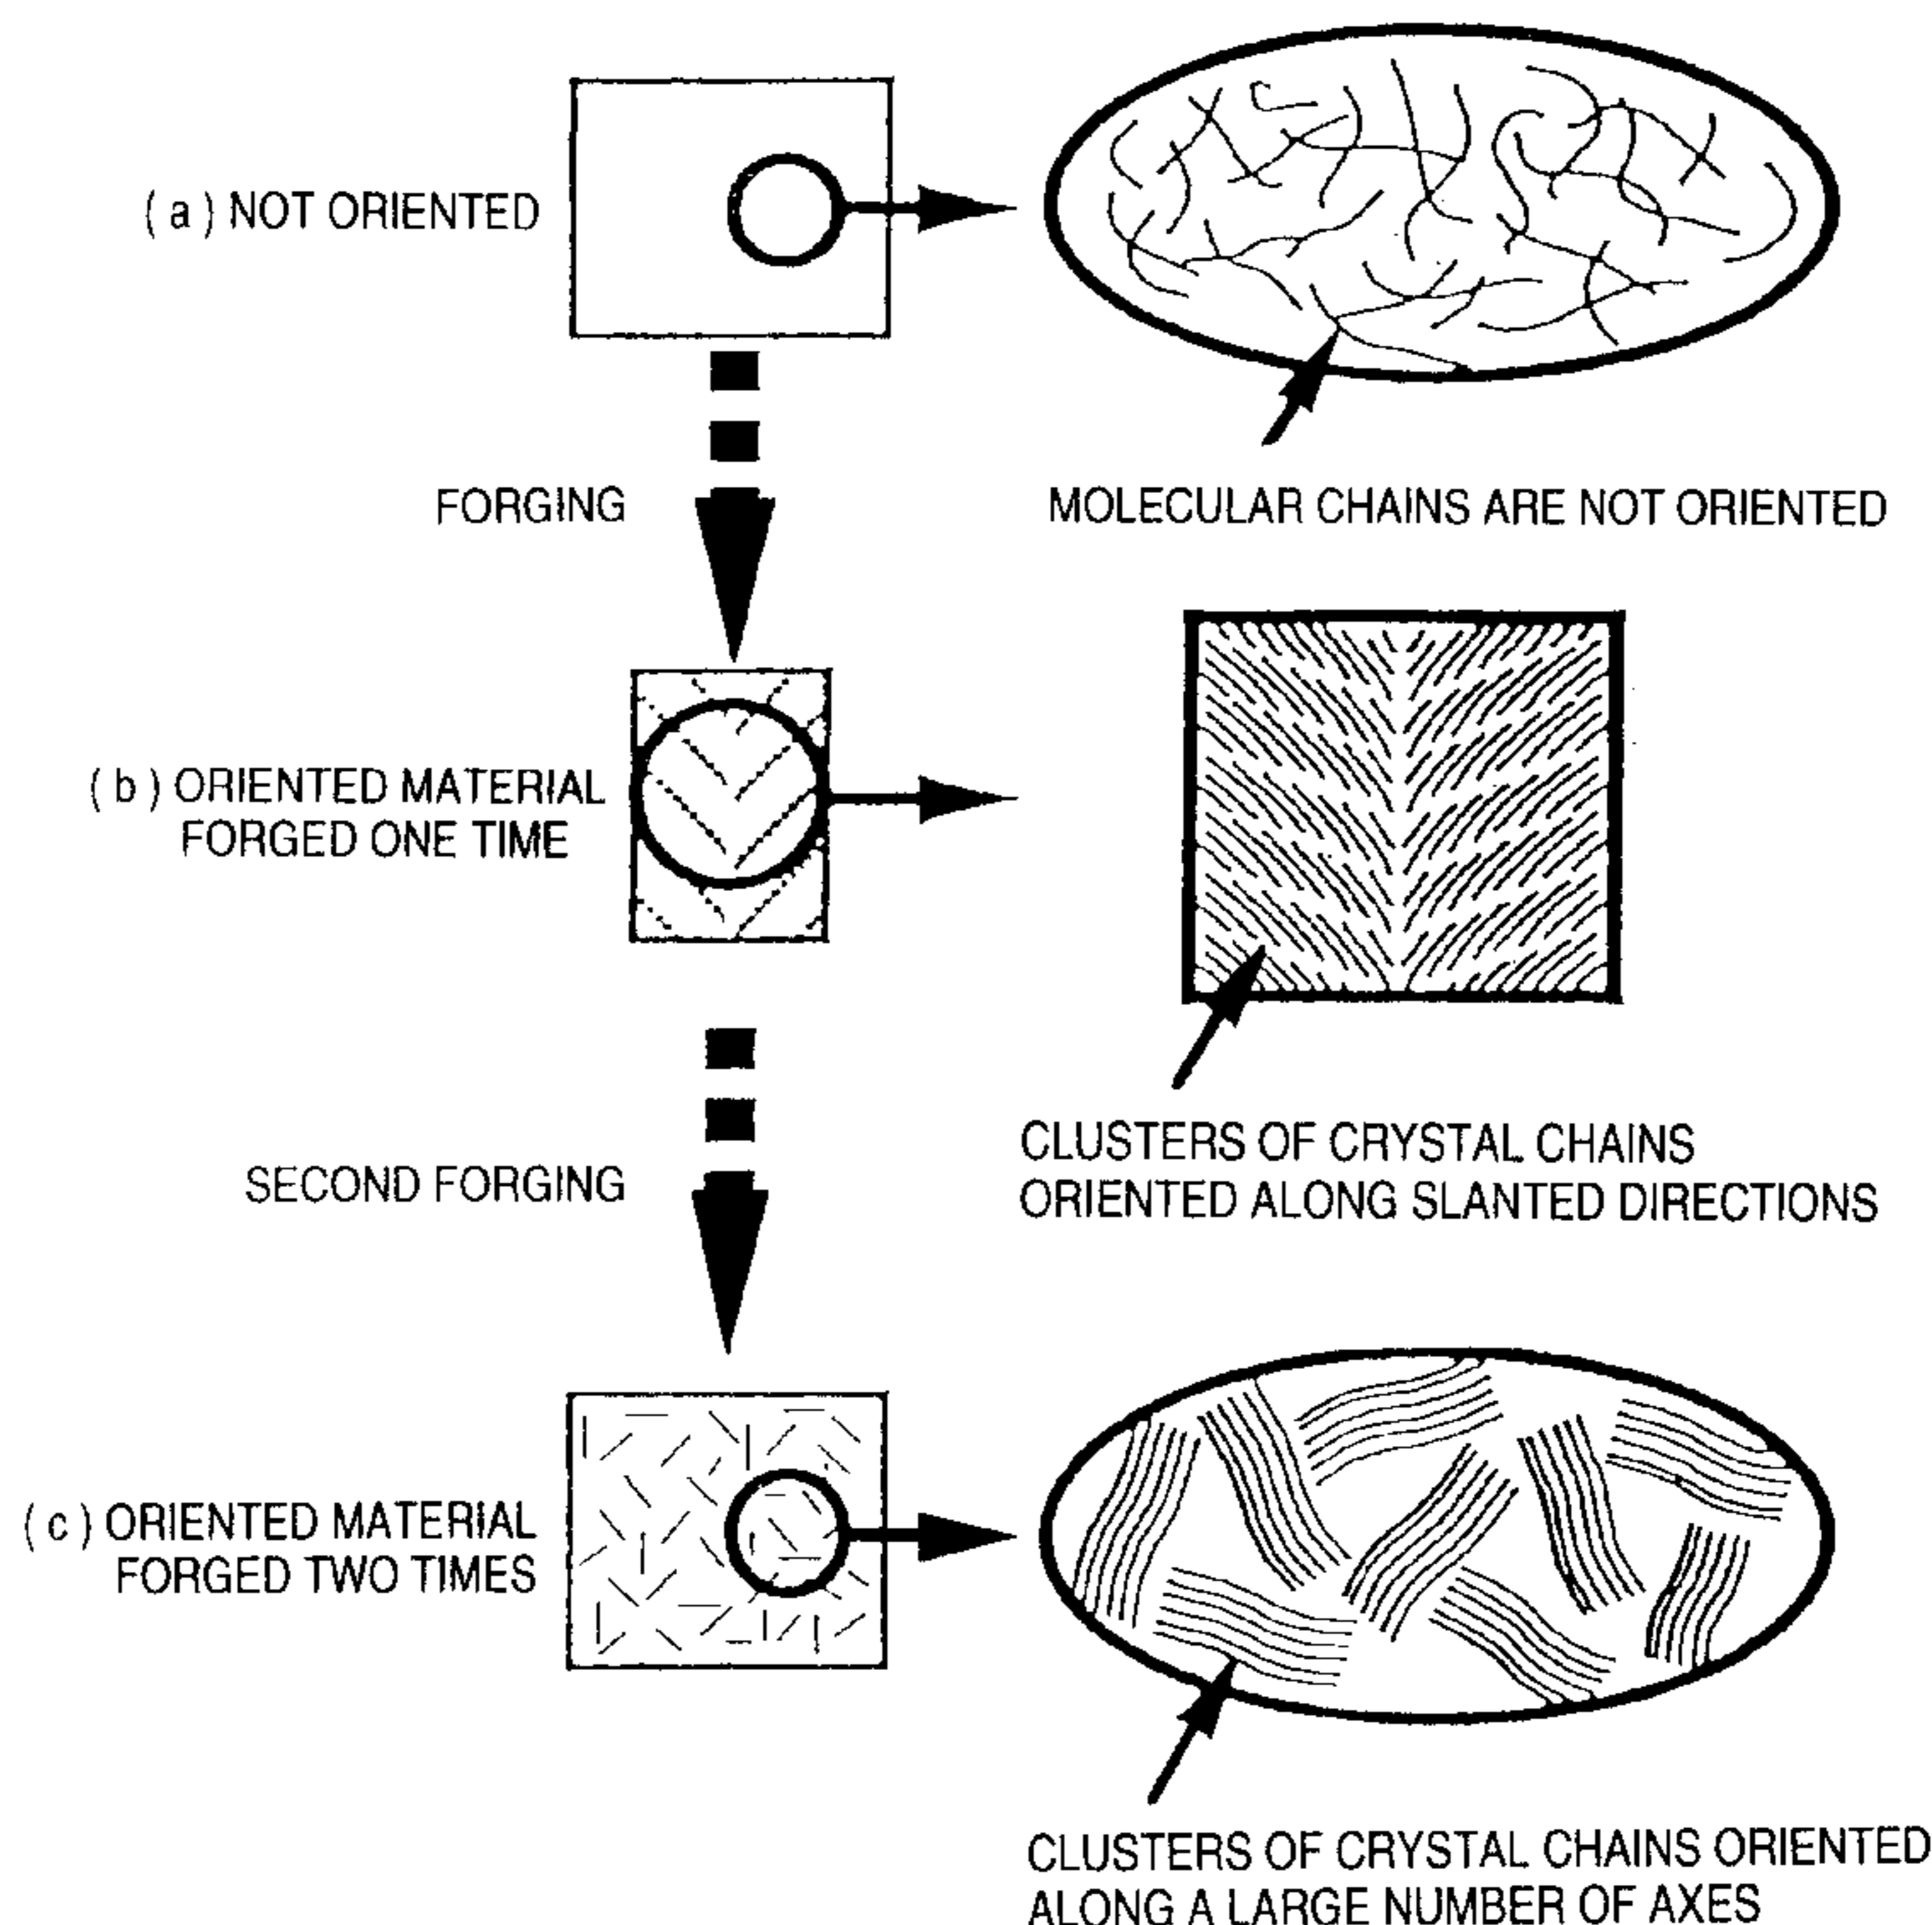 ( a ) NOT ORIENTED
MOLECULAR CHAINS ARE NOT ORIENTED
FORGING
( b ) ORIENTED MATERIAL
FORGED ONE TIME
CLUSTERS OF CRYSTAL CHAINS
ORIENTED ALONG SLANTED DIRECTIONS
SECOND FORGING
( c ) ORIENTED MATERIAL
FORGED TWO TIMES
CLUSTERS OF CRYSTAL CHAINS ORIENTED
ALONG A LARGE NUMBER OF AXES